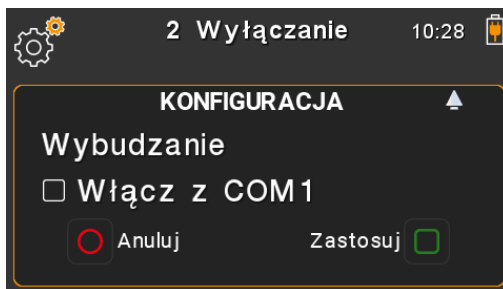 2 Wyłączanie 10:28
KONFIGURACJA
Wybudzanie
Włącz z COM1
Anuluj Zastosuj